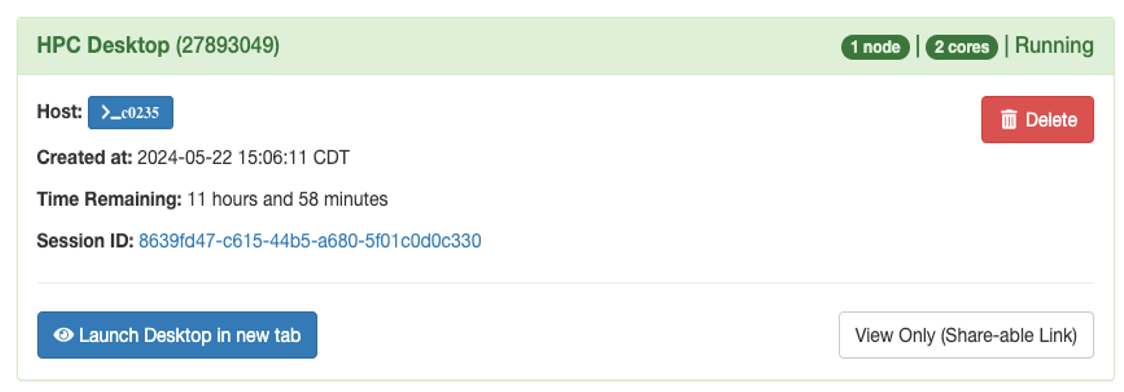 HPC Desktop (27893049)
1 node | 2 cores | Running
Host: >_c0235
Delete
Created at: 2024-05-22 15:06:11 CDT
Time Remaining: 11 hours and 58 minutes
Session ID: 8639fd47-c615-44b5-a680-5f01c0d0c330
Launch Desktop in new tab
View Only (Share-able Link)